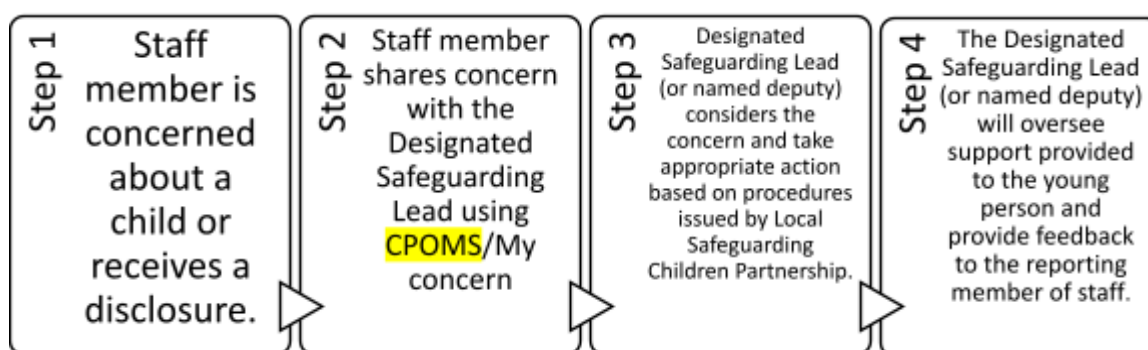 Step 1
Staff
member is
concerned
about a
child or
receives a
disclosure.
Step 2
Staff member
shares concern
with the
Designated
Safeguarding
Lead using
CPOMS/My
concern
Step 3
Designated
Safeguarding Lead
(or named deputy)
considers the
concern and take
appropriate action
based on procedures
issued by Local
Safeguarding
Children Partnership.
Step 4
The Designated
Safeguarding Lead
(or named deputy)
will oversee
support provided
to the young
person and
provide feedback
to the reporting
member of staff.